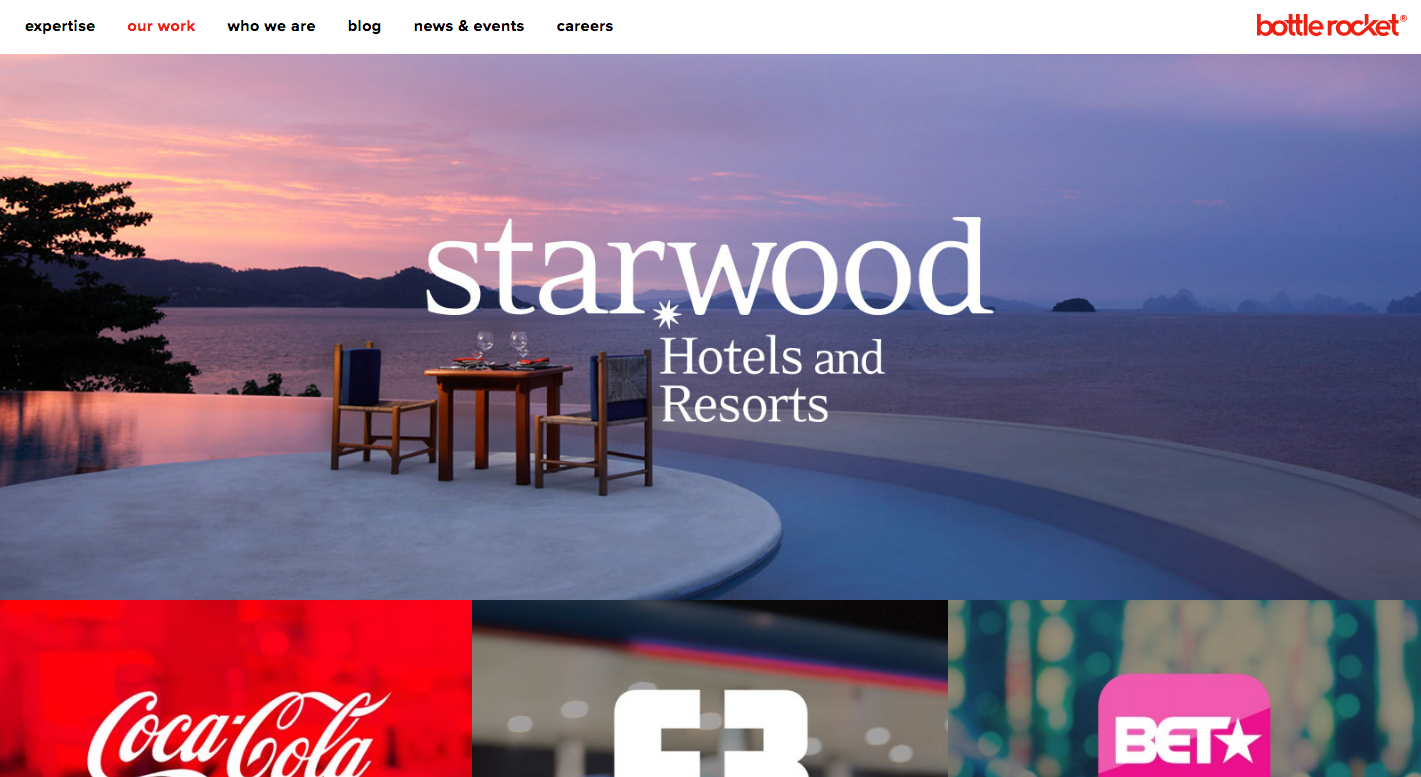 expertise our work who we are blog news & events careers bottle rocket®
starwood
Hotels and
Resorts
Coca-Cola
BET